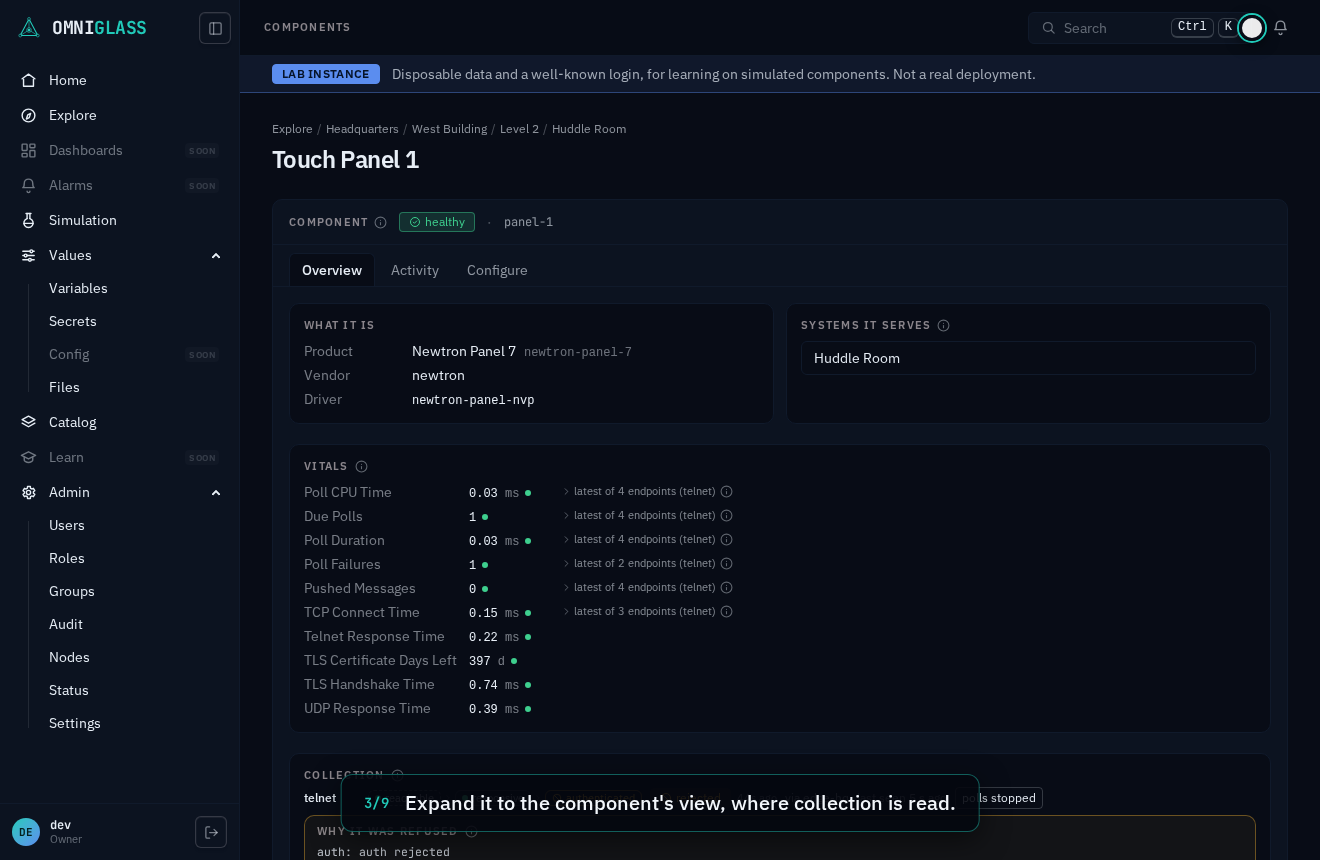 OMNIGLASS
COMPONENTS
Search
Ctrl K
Home
Explore
Dashboards SOON
Alarms SOON
Simulation
Values
Variables
Secrets
Config SOON
Files
Catalog
Learn SOON
Admin
Users
Roles
Groups
Audit
Nodes
Status
Settings
DE dev
Owner
LAB INSTANCE Disposable data and a well-known login, for learning on simulated components. Not a real deployment.
Explore / Headquarters / West Building / Level 2 / Huddle Room
Touch Panel 1
COMPONENT healthy · panel-1
Overview Activity Configure
WHAT IT IS
Product Newtron Panel 7 newtron-panel-7
Vendor newtron
Driver newtron-panel-nvp
SYSTEMS IT SERVES
Huddle Room
VITALS
Poll CPU Time 0.03 ms latest of 4 endpoints (telnet)
Due Polls 1 latest of 4 endpoints (telnet)
Poll Duration 0.03 ms latest of 4 endpoints (telnet)
Poll Failures 1 latest of 2 endpoints (telnet)
Pushed Messages 0 latest of 4 endpoints (telnet)
TCP Connect Time 0.15 ms latest of 3 endpoints (telnet)
Telnet Response Time 0.22 ms
TLS Certificate Days Left 397 d
TLS Handshake Time 0.74 ms
UDP Response Time 0.39 ms
COLLECTION
telnet polls stopped
3/9 Expand it to the component's view, where collection is read.
WHY IT WAS REFUSED
auth: auth rejected